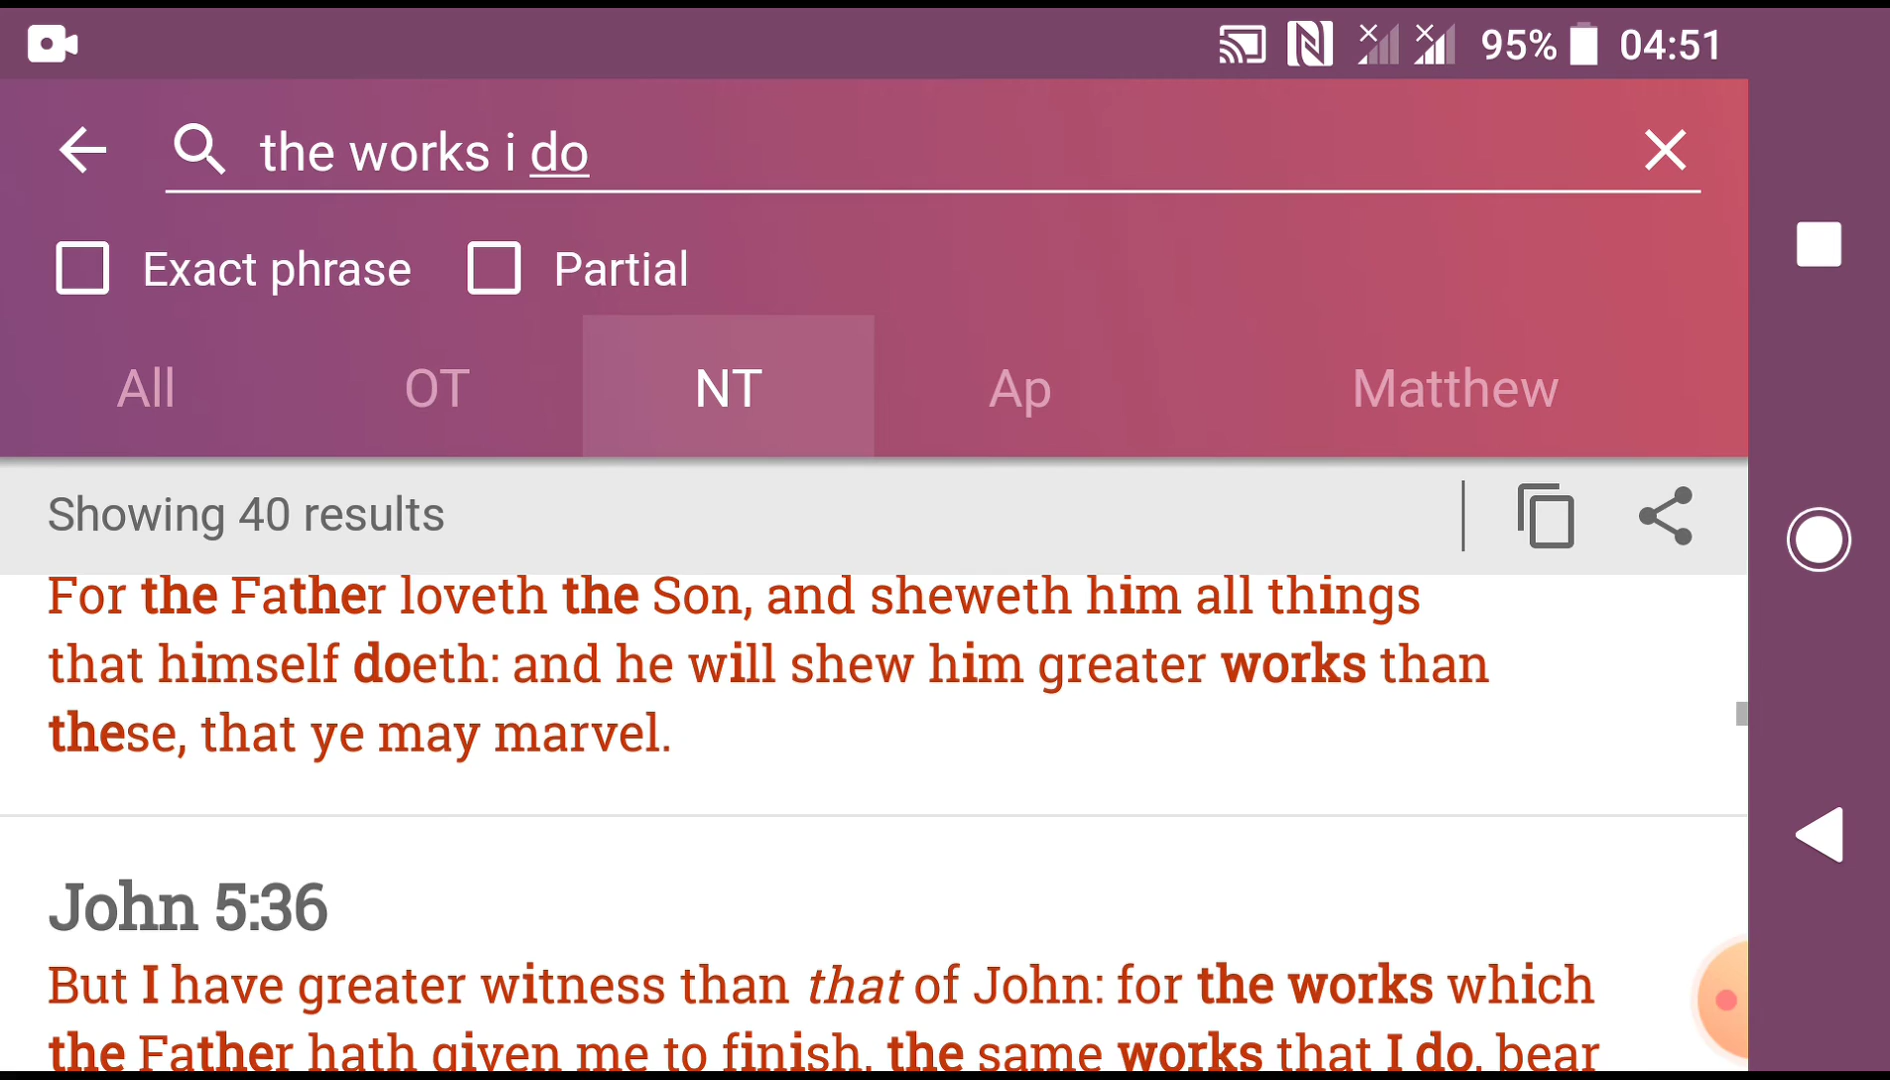 95% 04:51
the works i do
Exact phrase Partial
All OT NT Ap Matthew
Showing 40 results
For the Father loveth the Son, and sheweth him all things
that himself doeth: and he will shew him greater works than
these, that ye may marvel.
John 5:36
But I have greater witness than that of John: for the works which
the Father hath given me to finish, the same works that I do, bear